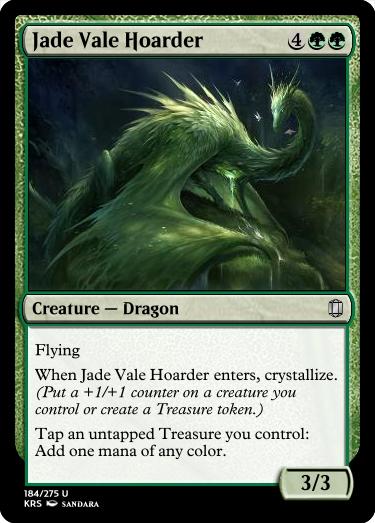 Jade Vale Hoarder 4
Creature — Dragon
Flying
When Jade Vale Hoarder enters, crystallize.
(Put a +1/+1 counter on a creature you
control or create a Treasure token.)
Tap an untapped Treasure you control:
Add one mana of any color.
3/3
184/275 U
KRS SANDARA